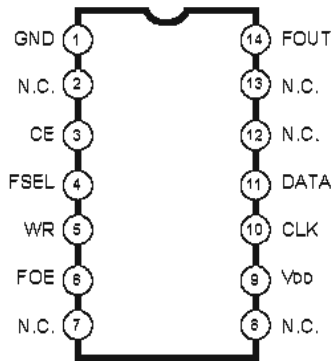 GND 1 14 FOUT
N.C. 2 13 N.C.
CE 3 12 N.C.
FSEL 4 11 DATA
WR 5 10 CLK
FOE 6 9 VDD
N.C. 7 8 N.C.